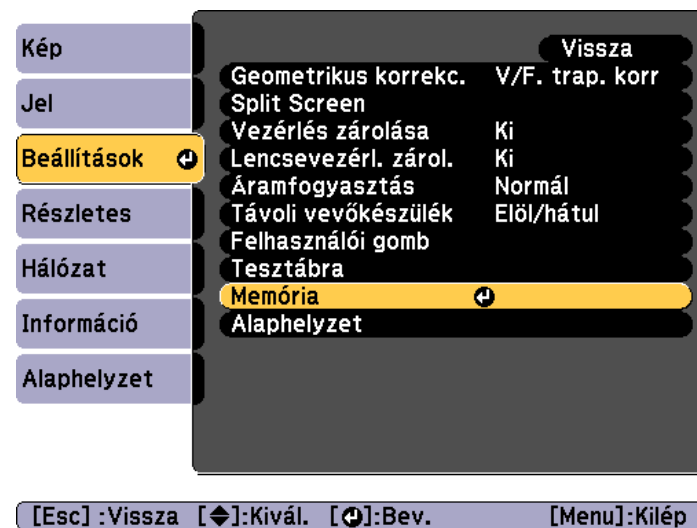 Kép
Jel
Beállítások
Részletes
Hálózat
Információ
Alaphelyzet
Vissza
Geometrikus korrekc. V/F. trap. korr
Split Screen
Vezérlés zárolása Ki
Lencsevezérl. zárol. Ki
Áramfogyasztás Normál
Távoli vevőkészülék Elöl/hátul
Felhasználói gomb
Tesztábra
Memória
Alaphelyzet
[Esc] :Vissza [◆]:Kivál. [⏎]:Bev. [Menu]:Kilép